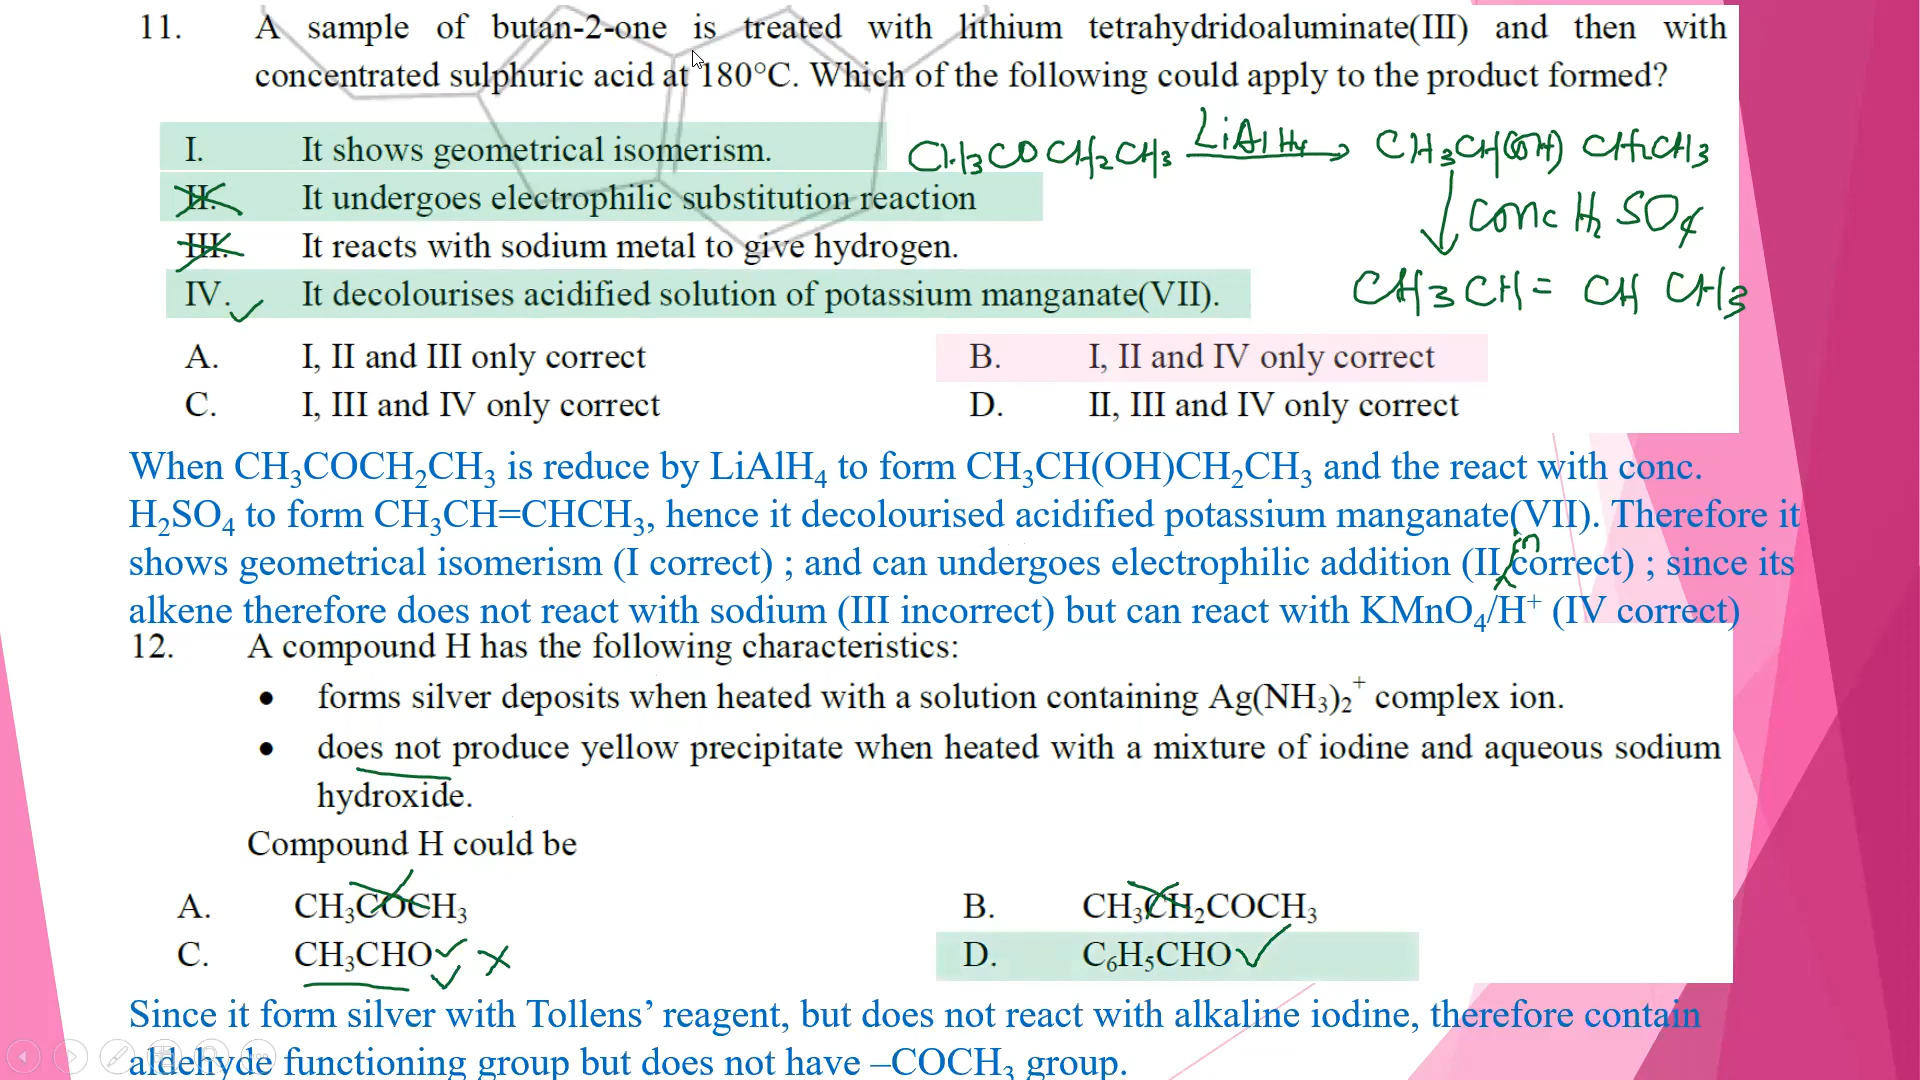 11. A sample of butan-2-one is treated with lithium tetrahydridoaluminate(III) and then with
concentrated sulphuric acid at 180°C. Which of the following could apply to the product formed?
I. It shows geometrical isomerism.
CH3COCH2CH3 LiAlH4 → CH3CH(OH) CH2CH3
II. It undergoes electrophilic substitution reaction
conc H2SO4
III. It reacts with sodium metal to give hydrogen.
IV. It decolourises acidified solution of potassium manganate(VII).
CH3CH=CHCH3
A. I, II and III only correct B. I, II and IV only correct
C. I, III and IV only correct D. II, III and IV only correct
When CH₃COCH₂CH₃ is reduce by LiAlH₄ to form CH₃CH(OH)CH₂CH₃ and the react with conc.
H₂SO₄ to form CH₃CH=CHCH₃, hence it decolourised acidified potassium manganate(VII). Therefore it
shows geometrical isomerism (I correct) ; and can undergoes electrophilic addition (II incorrect) ; since its
alkene therefore does not react with sodium (III incorrect) but can react with KMnO₄/H⁺ (IV correct)
12. A compound H has the following characteristics:
• forms silver deposits when heated with a solution containing Ag(NH₃)₂⁺ complex ion.
• does not produce yellow precipitate when heated with a mixture of iodine and aqueous sodium
hydroxide.
Compound H could be
A. CH₃COCH₃ B. CH₃CH₂COCH₃
C. CH₃CHO D. C₆H₅CHO
Since it form silver with Tollens’ reagent, but does not react with alkaline iodine, therefore contain
aldehyde functioning group but does not have –COCH₃ group.